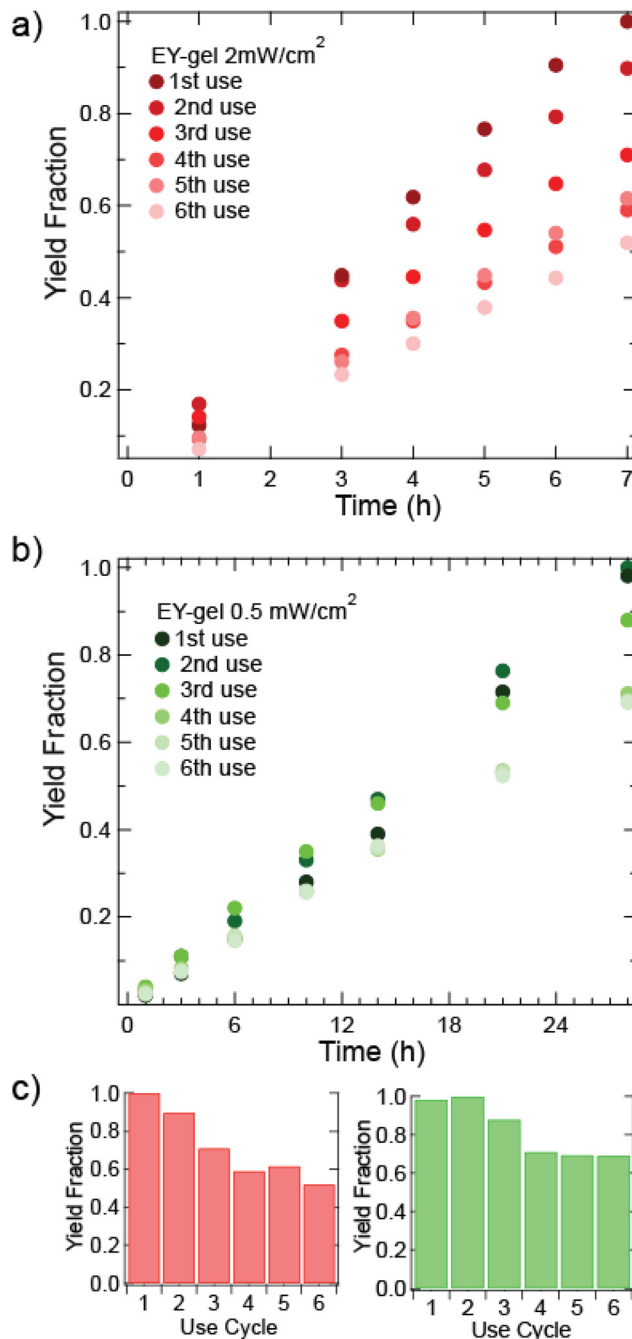 a)
EY-gel 2mW/cm²
1st use
2nd use
3rd use
4th use
5th use
6th use
1.0
0.8
0.6
0.4
0.2
Yield Fraction
0 1 2 3 4 5 6 7
Time (h)
b)
EY-gel 0.5 mW/cm²
1st use
2nd use
3rd use
4th use
5th use
6th use
1.0
0.8
0.6
0.4
0.2
Yield Fraction
0 6 12 18 24
Time (h)
c)
1.0
0.8
0.6
0.4
0.2
0.0
Yield Fraction
1 2 3 4 5 6
Use Cycle
1.0
0.8
0.6
0.4
0.2
0.0
Yield Fraction
1 2 3 4 5 6
Use Cycle